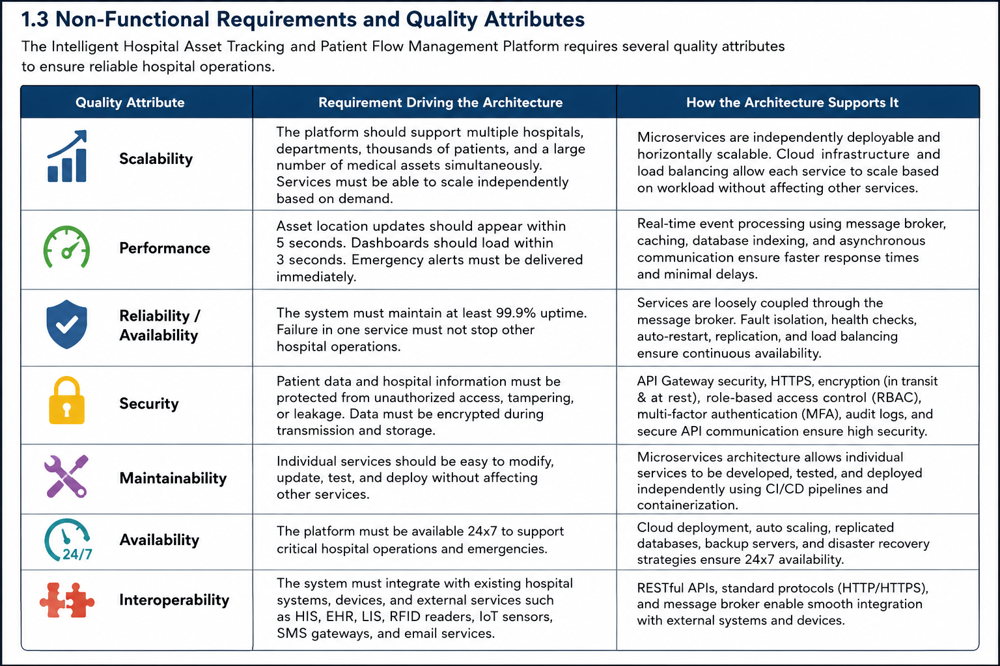 1.3 Non-Functional Requirements and Quality Attributes
The Intelligent Hospital Asset Tracking and Patient Flow Management Platform requires several quality attributes
to ensure reliable hospital operations.
Quality Attribute
Requirement Driving the Architecture
How the Architecture Supports It
Scalability
The platform should support multiple hospitals,
departments, thousands of patients, and a large
number of medical assets simultaneously.
Services must be able to scale independently
based on demand.
Microservices are independently deployable and
horizontally scalable. Cloud infrastructure and
load balancing allow each service to scale based
on workload without affecting other services.
Performance
Asset location updates should appear within
5 seconds. Dashboards should load within
3 seconds. Emergency alerts must be delivered
immediately.
Real-time event processing using message broker,
caching, database indexing, and asynchronous
communication ensure faster response times
and minimal delays.
Reliability /
Availability
The system must maintain at least 99.9% uptime.
Failure in one service must not stop other
hospital operations.
Services are loosely coupled through the
message broker. Fault isolation, health checks,
auto-restart, replication, and load balancing
ensure continuous availability.
Security
Patient data and hospital information must be
protected from unauthorized access, tampering,
or leakage. Data must be encrypted during
transmission and storage.
API Gateway security, HTTPS, encryption (in transit
& at rest), role-based access control (RBAC),
multi-factor authentication (MFA), audit logs, and
secure API communication ensure high security.
Maintainability
Individual services should be easy to modify,
update, test, and deploy without affecting
other services.
Microservices architecture allows individual
services to be developed, tested, and deployed
independently using CI/CD pipelines and
containerization.
24/7
Availability
The platform must be available 24x7 to support
critical hospital operations and emergencies.
Cloud deployment, auto scaling, replicated
databases, backup servers, and disaster recovery
strategies ensure 24x7 availability.
Interoperability
The system must integrate with existing hospital
systems, devices, and external services such
as HIS, EHR, LIS, RFID readers, IoT sensors,
SMS gateways, and email services.
RESTful APIs, standard protocols (HTTP/HTTPS),
and message broker enable smooth integration
with external systems and devices.